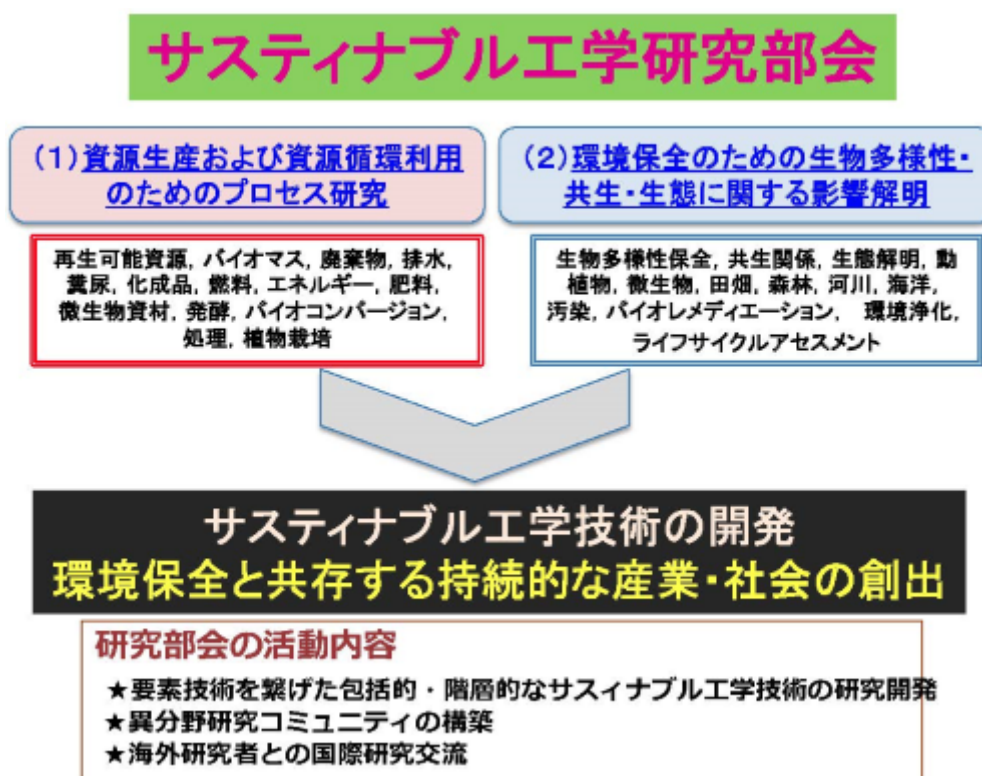 サスティナブル工学研究部会
（1）資源生産および資源循環利用
のためのプロセス研究
再生可能資源, バイオマス, 廃棄物, 排水,
糞尿, 化成品, 燃料, エネルギー, 肥料,
微生物資材, 発酵, バイオコンバージョン,
処理, 植物栽培
（2）環境保全のための生物多様性・
共生・生態に関する影響解明
生物多様性保全, 共生関係, 生態解明, 動
植物, 微生物, 田畑, 森林, 河川, 海洋,
汚染, バイオレメディエーション, 環境浄化,
ライフサイクルアセスメント
サスティナブル工学技術の開発
環境保全と共存する持続的な産業・社会の創出
研究部会の活動内容
★要素技術を繋げた包括的・階層的なサスィナブル工学技術の研究開発
★異分野研究コミュニティの構築
★海外研究者との国際研究交流